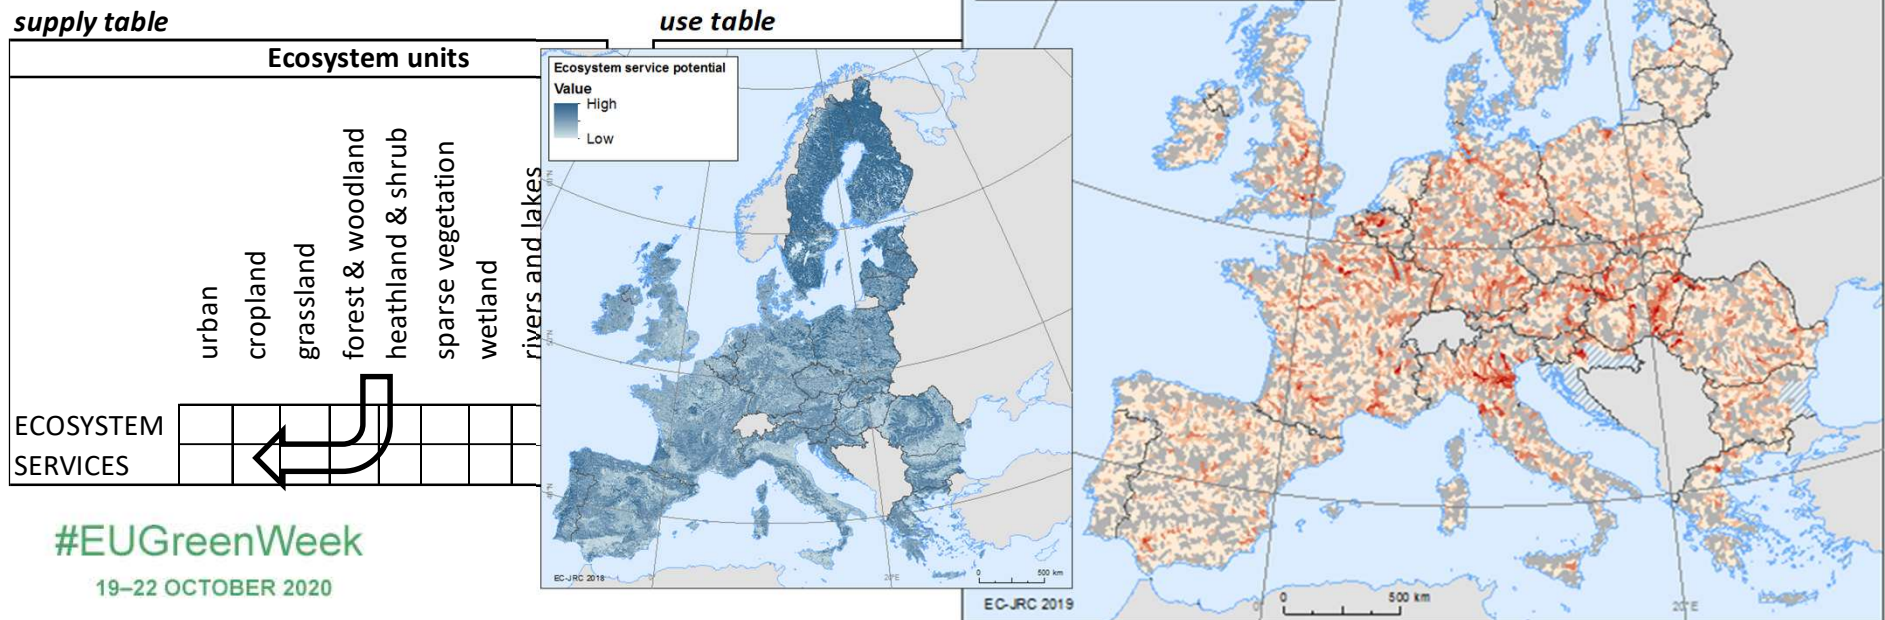 supply table
use table
Ecosystem units
urban
cropland
grassland
forest & woodland
heathland & shrub
sparse vegetation
wetland
rivers and lakes
ECOSYSTEM
SERVICES
#EUGreenWeek
19–22 OCTOBER 2020
Ecosystem service potential
Value
High
Low
EC-JRC 2018
20°E
500 km
EC-JRC 2019
0
500 km
20°E